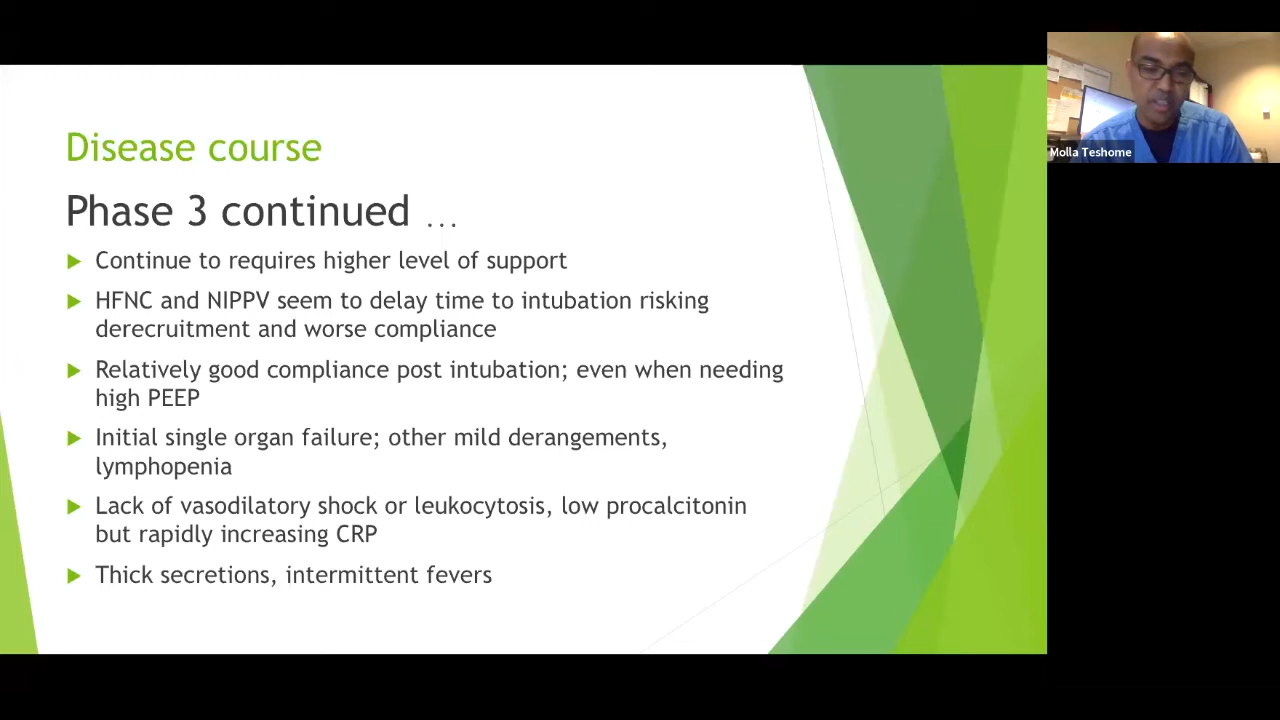 Disease course
Phase 3 continued ...
Continue to requires higher level of support
HFNC and NIPPV seem to delay time to intubation risking
derecruitment and worse compliance
Relatively good compliance post intubation; even when needing
high PEEP
Initial single organ failure; other mild derangements,
lymphopenia
Lack of vasodilatory shock or leukocytosis, low procalcitonin
but rapidly increasing CRP
Thick secretions, intermittent fevers
Molla Teshome